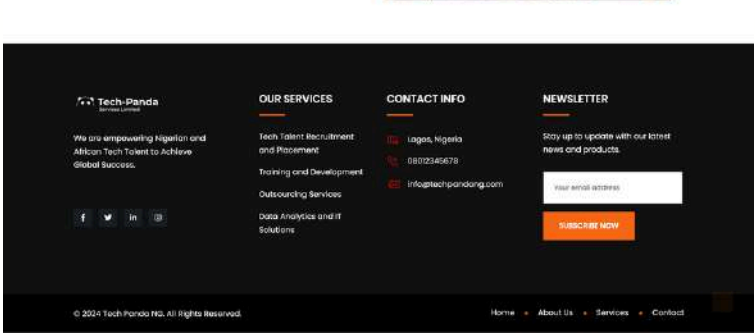 Tech-Panda
Services Limited
We are empowering Nigerian and
African Tech Talent to Achieve
Global Success.
OUR SERVICES
Tech Talent Recruitment
and Placement
Training and Development
Outsourcing Services
Data Analytics and IT
Solutions
CONTACT INFO
Lagos, Nigeria
08012345678
info@techpandang.com
NEWSLETTER
Stay up to update with our latest
news and products.
Your email address
SUBSCRIBE NOW
© 2024 Tech Panda NG. All Rights Reserved.
Home • About Us • Services • Contact